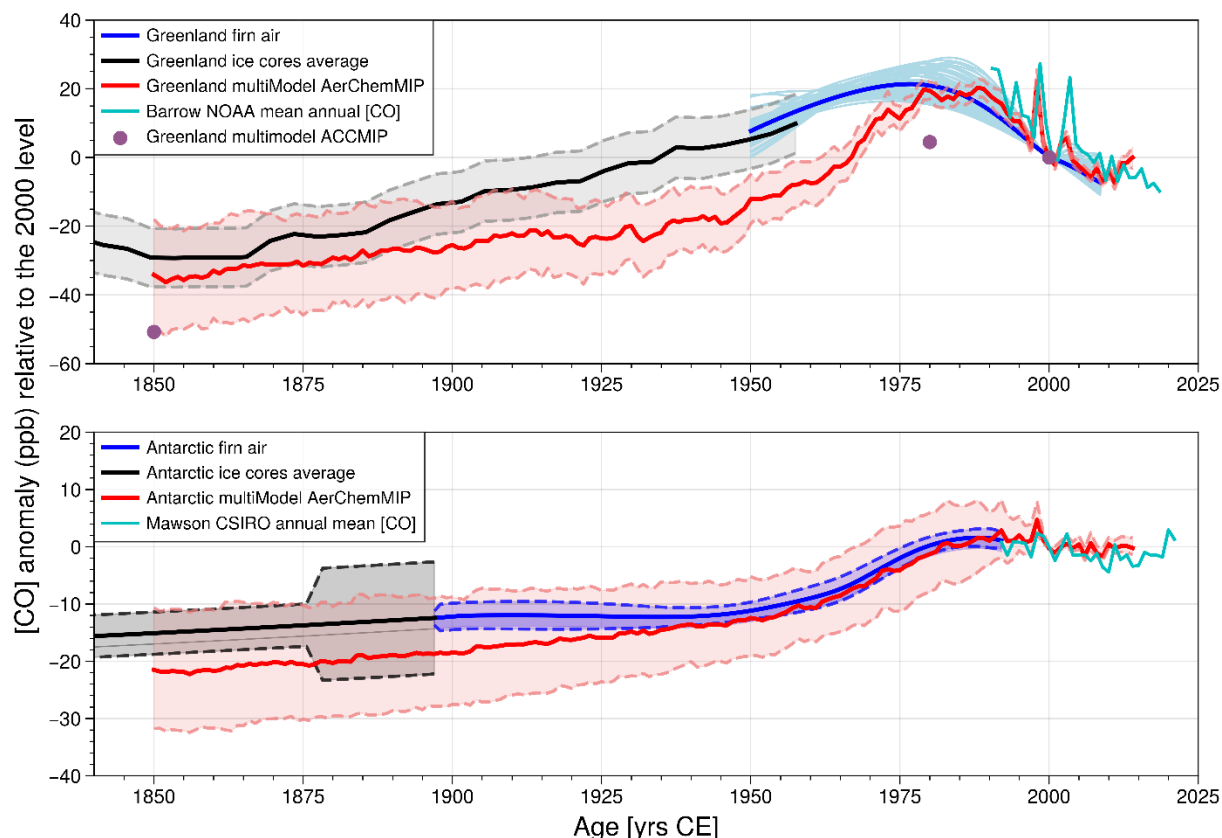 [CO] anomaly (ppb) relative to the 2000 level
40
20
0
−20
−40
−60
Greenland firn air
Greenland ice cores average
Greenland multiModel AerChemMIP
Barrow NOAA mean annual [CO]
Greenland multimodel ACCMIP
1850 1875 1900 1925 1950 1975 2000 2025
20
10
0
−10
−20
−30
−40
Antarctic firn air
Antarctic ice cores average
Antarctic multiModel AerChemMIP
Mawson CSIRO annual mean [CO]
1850 1875 1900 1925 1950 1975 2000 2025
Age [yrs CE]